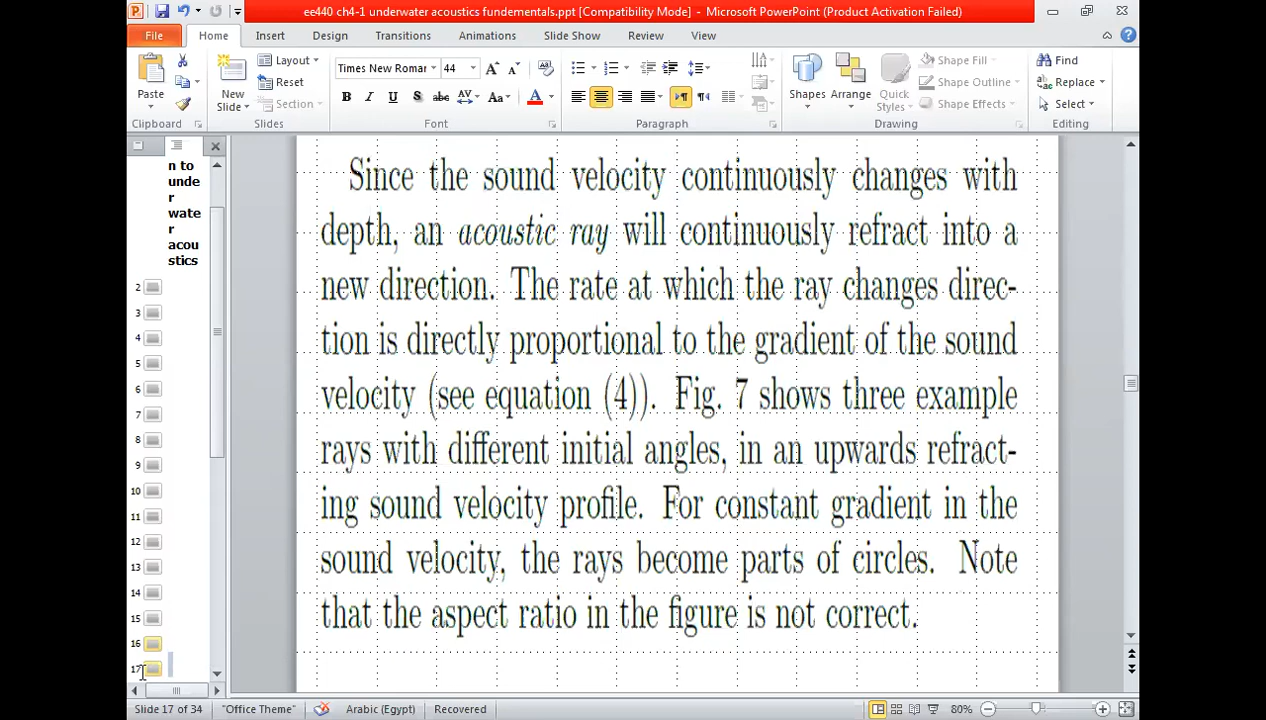 ee440 ch4-1 underwater acoustics fundementals.ppt [Compatibility Mode] - Microsoft PowerPoint (Product Activation Failed)
File Home Insert Design Transitions Animations Slide Show Review View
Paste
Clipboard
New
Slide
Layout
Reset
Section
Slides
Times New Romar 44
Font
Paragraph
Shapes Arrange Quick
Styles
Shape Fill
Shape Outline
Shape Effects
Drawing
Find
Replace
Select
Editing
n to
unde
r
wate
r
acou
stics
2
3
4
5
6
7
8
9
10
11
12
13
14
15
16
17
Since the sound velocity continuously changes with
depth, an acoustic ray will continuously refract into a
new direction. The rate at which the ray changes direc-
tion is directly proportional to the gradient of the sound
velocity (see equation (4)). Fig. 7 shows three example
rays with different initial angles, in an upwards refract-
ing sound velocity profile. For constant gradient in the
sound velocity, the rays become parts of circles. Note
that the aspect ratio in the figure is not correct.
Slide 17 of 34 "Office Theme" Arabic (Egypt) Recovered 80%